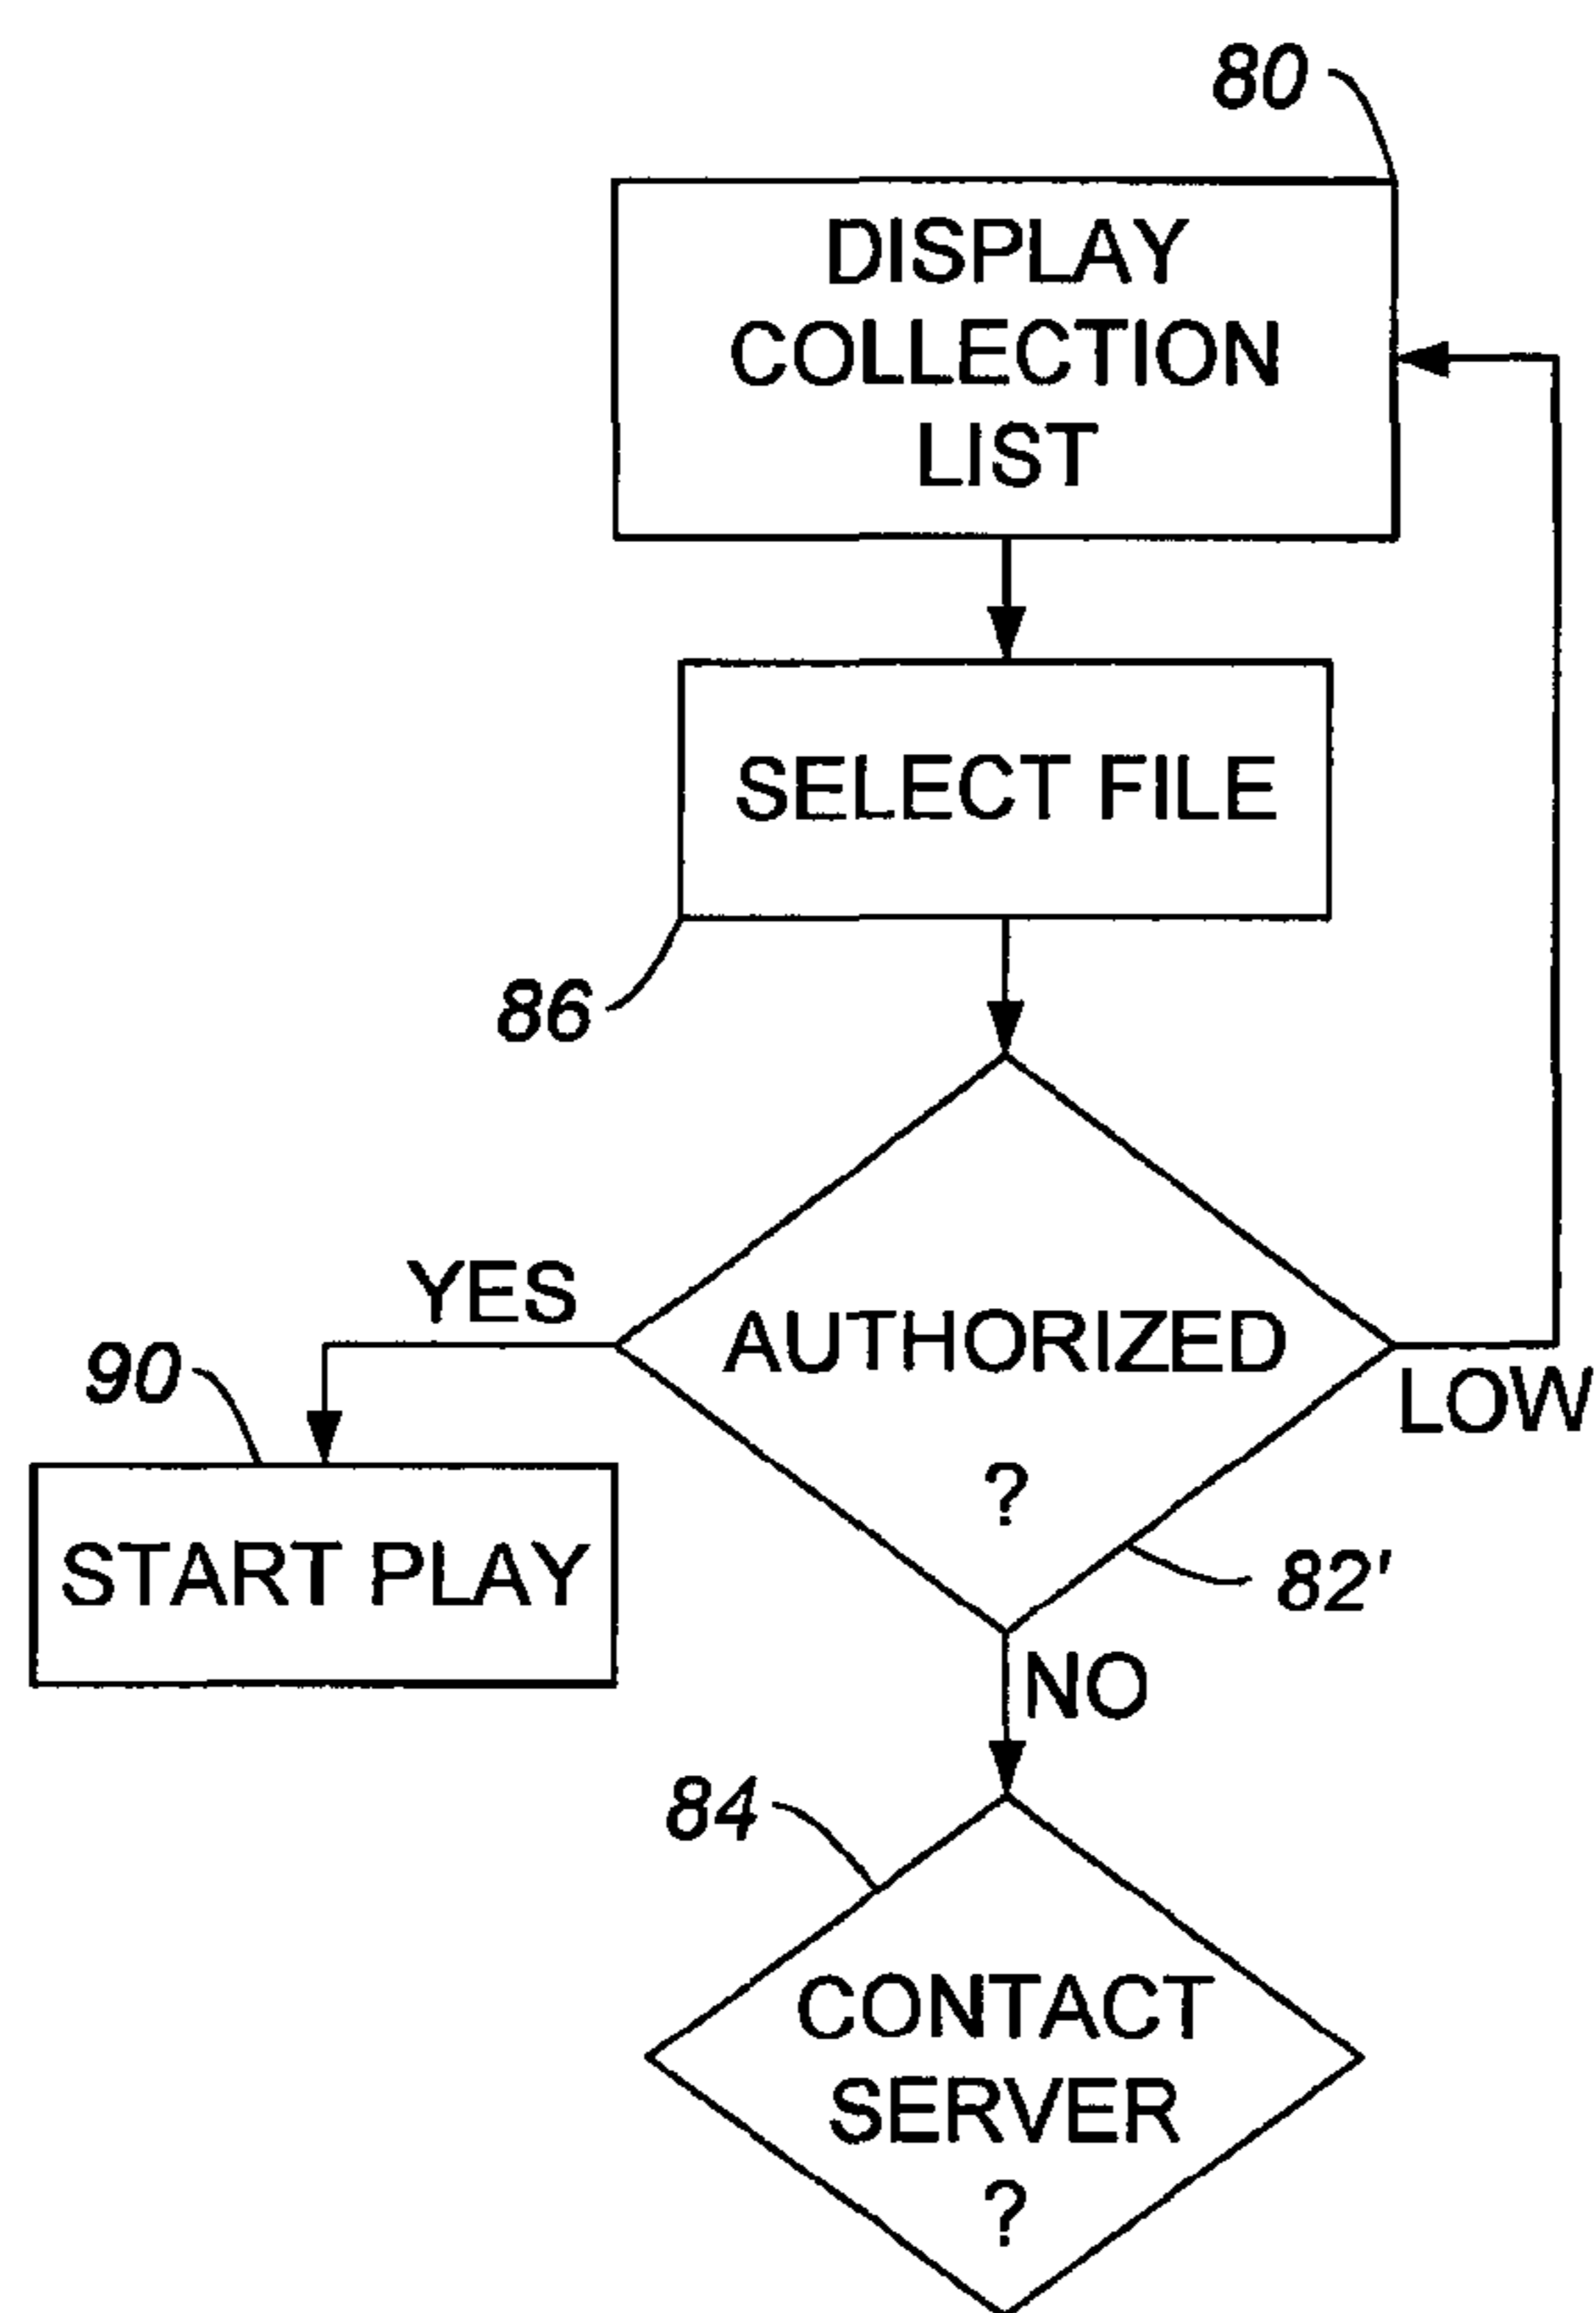 80
DISPLAY
COLLECTION
LIST
SELECT FILE
86
YES
AUTHORIZED
?
LOW
90
START PLAY
82'
NO
84
CONTACT
SERVER
?